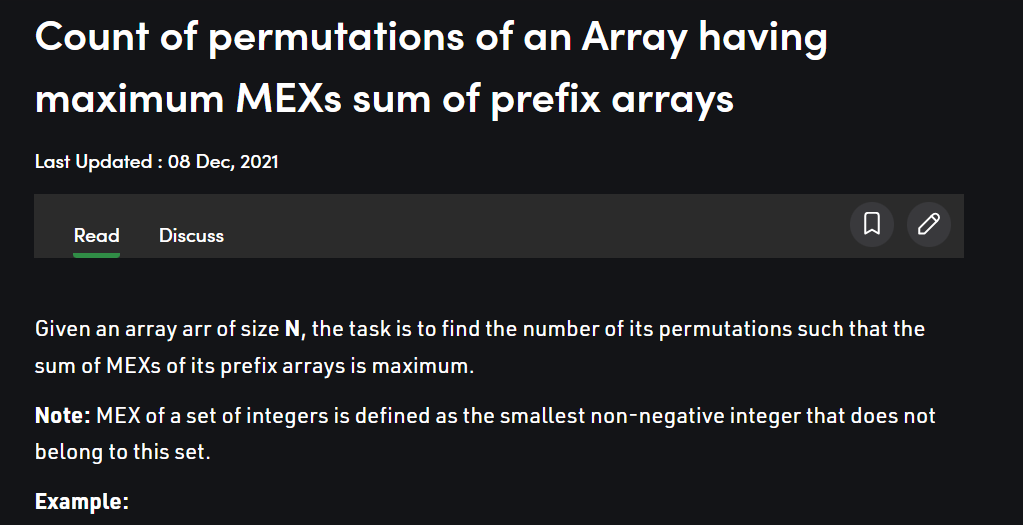 Count of permutations of an Array having
maximum MEXs sum of prefix arrays
Last Updated : 08 Dec, 2021
Read Discuss
Given an array arr of size N, the task is to find the number of its permutations such that the
sum of MEXs of its prefix arrays is maximum.
Note: MEX of a set of integers is defined as the smallest non-negative integer that does not
belong to this set.
Example: